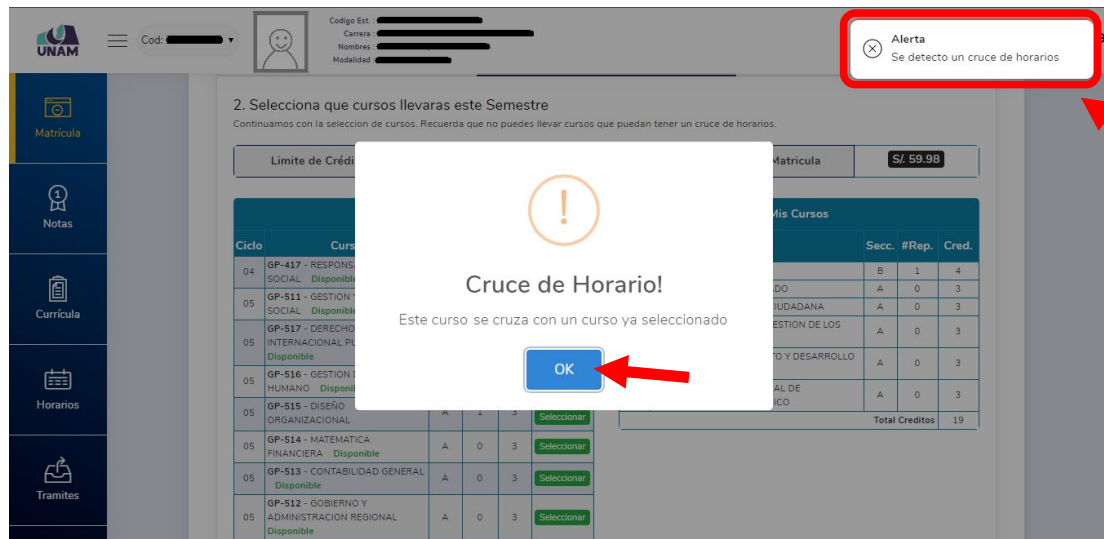 UNAM
Cod:
Codigo Est. :
Carrera :
Nombres :
Modalidad
Alerta
Se detecto un cruce de horarios
Matrícula
Notas
Currícula
Horarios
Tramites
2. Selecciona que cursos llevaras este Semestre
Continuamos con la seleccion de cursos. Recuerda que no puedes llevar cursos que puedan tener un cruce de horarios.
Limite de Crédi
Matricula S/. 59.98
Ciclo Curs
04 GP-417 - RESPONS
SOCIAL Disponible
05 GP-511 - GESTION
SOCIAL Disponible
05 GP-517 - DERECHO
INTERNACIONAL PU
Disponible
05 GP-516 - GESTION
HUMANO Disponi
05 GP-515 - DISEÑO
ORGANIZACIONAL A 1 3 Seleccionar
05 GP-514 - MATEMATICA
FINANCIERA Disponible A 0 3 Seleccionar
05 GP-513 - CONTABILIDAD GENERAL
Disponible A 0 3 Seleccionar
05 GP-512 - GOBIERNO Y
ADMINISTRACION REGIONAL
Disponible A 0 3 Seleccionar
Mis Cursos
Secc. #Rep. Cred.
B 1 4
DO A 0 3
IUDADANA A 0 3
ESTION DE LOS A 0 3
TO Y DESARROLLO
A 0 3
AL DE
ICO A 0 3
Total Creditos 19
!
Cruce de Horario!
Este curso se cruza con un curso ya seleccionado
OK